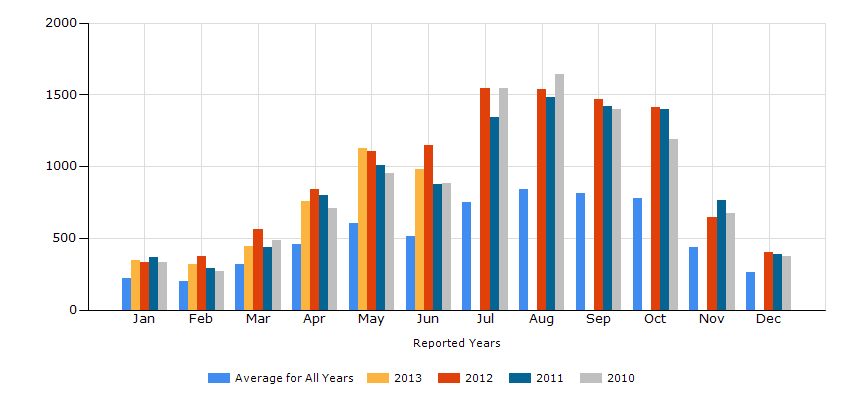 2000
1500
1000
500
0
Jan Feb Mar Apr May Jun Jul Aug Sep Oct Nov Dec
Reported Years
Average for All Years 2013 2012 2011 2010